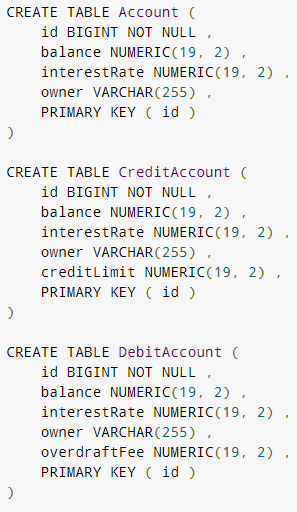 CREATE TABLE Account (
    id BIGINT NOT NULL ,
    balance NUMERIC(19, 2) ,
    interestRate NUMERIC(19, 2) ,
    owner VARCHAR(255) ,
    PRIMARY KEY ( id )
)

CREATE TABLE CreditAccount (
    id BIGINT NOT NULL ,
    balance NUMERIC(19, 2) ,
    interestRate NUMERIC(19, 2) ,
    owner VARCHAR(255) ,
    creditLimit NUMERIC(19, 2) ,
    PRIMARY KEY ( id )
)

CREATE TABLE DebitAccount (
    id BIGINT NOT NULL ,
    balance NUMERIC(19, 2) ,
    interestRate NUMERIC(19, 2) ,
    owner VARCHAR(255) ,
    overdraftFee NUMERIC(19, 2) ,
    PRIMARY KEY ( id )
)